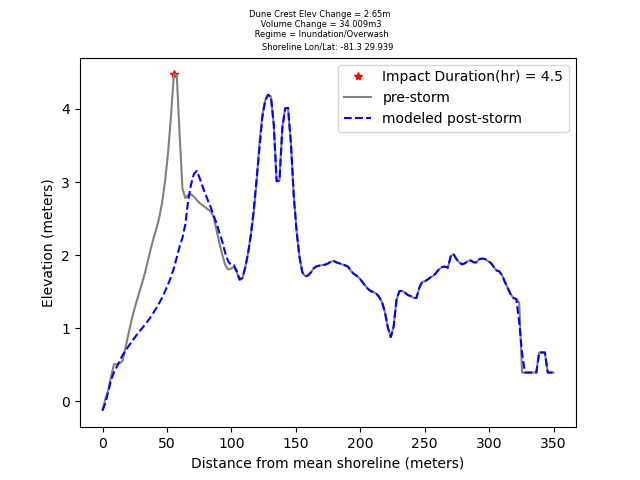 Dune Crest Elev Change = 2.65m
Volume Change = 34.009m3
Regime = Inundation/Overwash
Shoreline Lon/Lat: -81.3 29.939
Impact Duration(hr) = 4.5
pre-storm
modeled post-storm
Elevation (meters)
4
3
2
1
0
0 50 100 150 200 250 300 350
Distance from mean shoreline (meters)